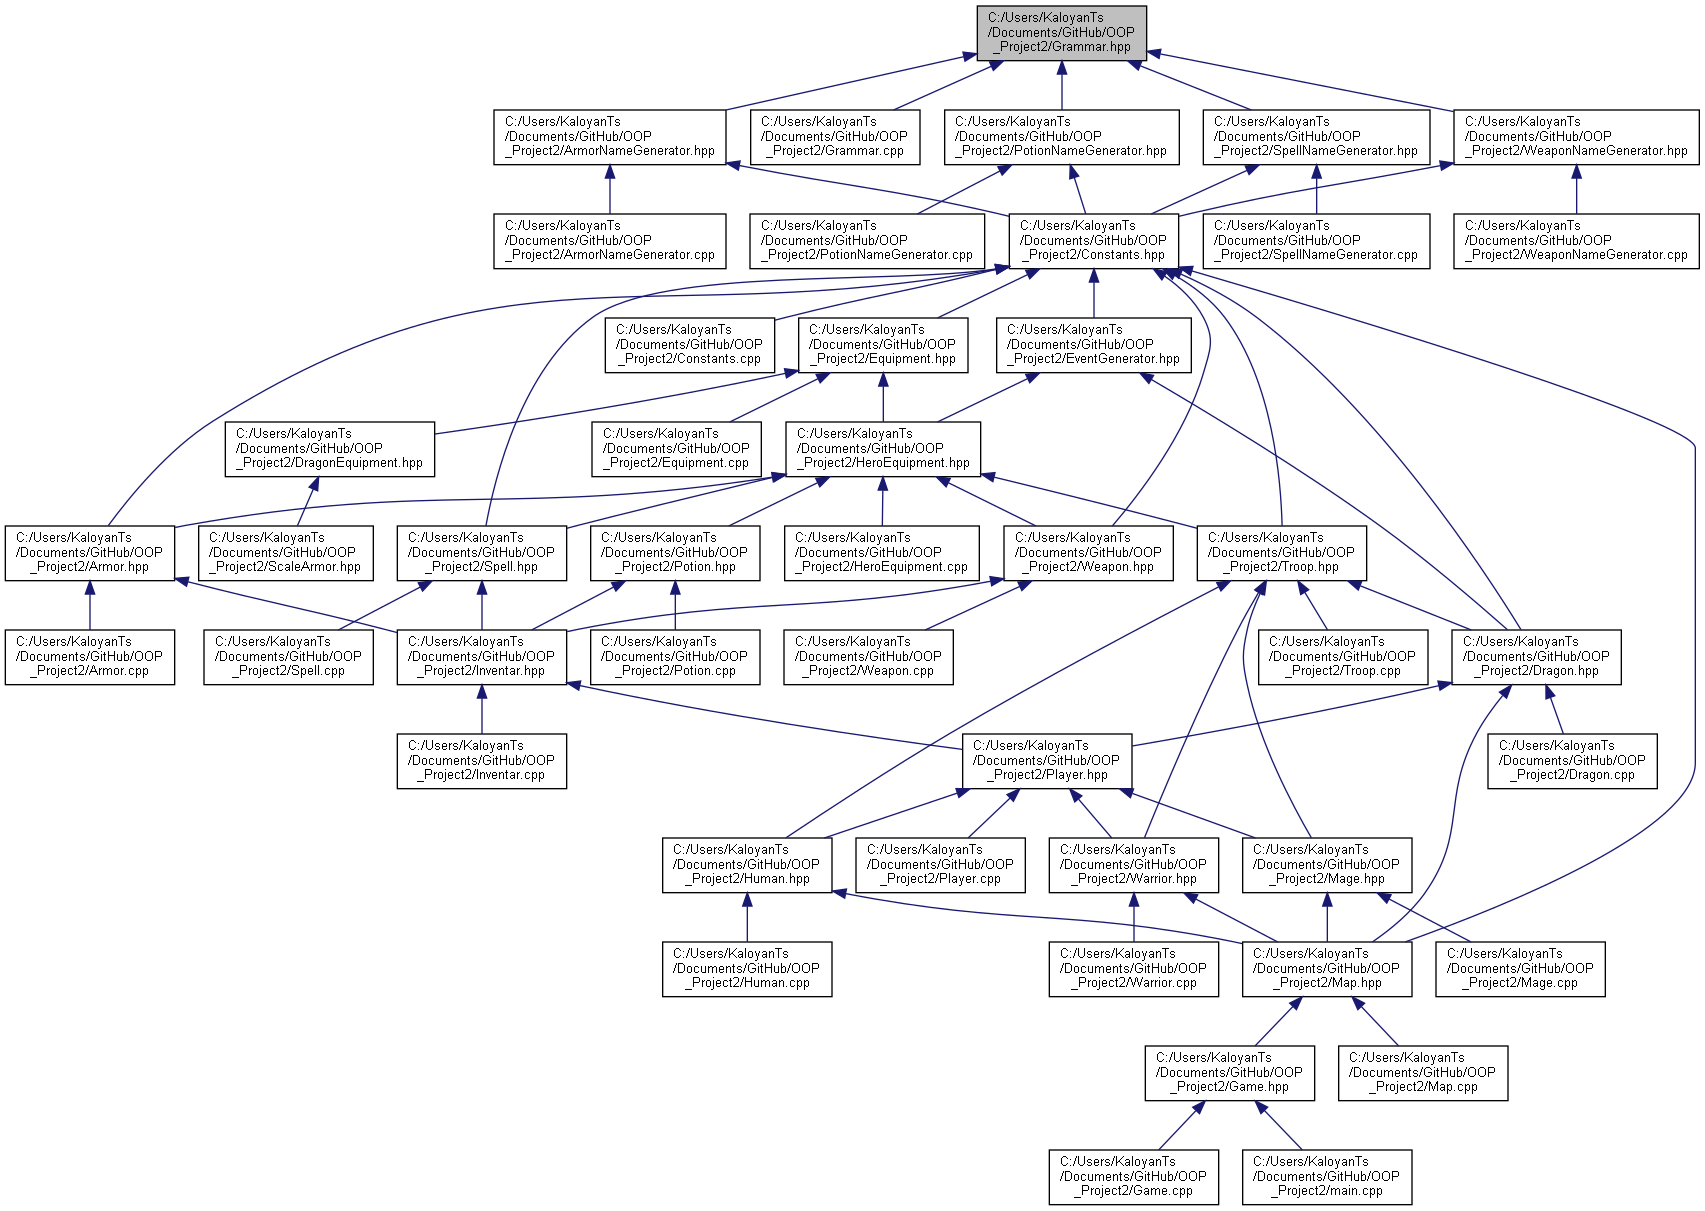 C:/Users/KaloyanTs
/Documents/GitHub/OOP
_Project2/Grammar.hpp
C:/Users/KaloyanTs
/Documents/GitHub/OOP
_Project2/ArmorNameGenerator.hpp
C:/Users/KaloyanTs
/Documents/GitHub/OOP
_Project2/Grammar.cpp
C:/Users/KaloyanTs
/Documents/GitHub/OOP
_Project2/PotionNameGenerator.hpp
C:/Users/KaloyanTs
/Documents/GitHub/OOP
_Project2/SpellNameGenerator.hpp
C:/Users/KaloyanTs
/Documents/GitHub/OOP
_Project2/WeaponNameGenerator.hpp
C:/Users/KaloyanTs
/Documents/GitHub/OOP
_Project2/ArmorNameGenerator.cpp
C:/Users/KaloyanTs
/Documents/GitHub/OOP
_Project2/PotionNameGenerator.cpp
C:/Users/KaloyanTs
/Documents/GitHub/OOP
_Project2/Constants.hpp
C:/Users/KaloyanTs
/Documents/GitHub/OOP
_Project2/SpellNameGenerator.cpp
C:/Users/KaloyanTs
/Documents/GitHub/OOP
_Project2/WeaponNameGenerator.cpp
C:/Users/KaloyanTs
/Documents/GitHub/OOP
_Project2/Constants.cpp
C:/Users/KaloyanTs
/Documents/GitHub/OOP
_Project2/Equipment.hpp
C:/Users/KaloyanTs
/Documents/GitHub/OOP
_Project2/EventGenerator.hpp
C:/Users/KaloyanTs
/Documents/GitHub/OOP
_Project2/DragonEquipment.hpp
C:/Users/KaloyanTs
/Documents/GitHub/OOP
_Project2/Equipment.cpp
C:/Users/KaloyanTs
/Documents/GitHub/OOP
_Project2/HeroEquipment.hpp
C:/Users/KaloyanTs
/Documents/GitHub/OOP
_Project2/Armor.hpp
C:/Users/KaloyanTs
/Documents/GitHub/OOP
_Project2/ScaleArmor.hpp
C:/Users/KaloyanTs
/Documents/GitHub/OOP
_Project2/Spell.hpp
C:/Users/KaloyanTs
/Documents/GitHub/OOP
_Project2/Potion.hpp
C:/Users/KaloyanTs
/Documents/GitHub/OOP
_Project2/HeroEquipment.cpp
C:/Users/KaloyanTs
/Documents/GitHub/OOP
_Project2/Weapon.hpp
C:/Users/KaloyanTs
/Documents/GitHub/OOP
_Project2/Troop.hpp
C:/Users/KaloyanTs
/Documents/GitHub/OOP
_Project2/Armor.cpp
C:/Users/KaloyanTs
/Documents/GitHub/OOP
_Project2/Spell.cpp
C:/Users/KaloyanTs
/Documents/GitHub/OOP
_Project2/Inventar.hpp
C:/Users/KaloyanTs
/Documents/GitHub/OOP
_Project2/Potion.cpp
C:/Users/KaloyanTs
/Documents/GitHub/OOP
_Project2/Weapon.cpp
C:/Users/KaloyanTs
/Documents/GitHub/OOP
_Project2/Troop.cpp
C:/Users/KaloyanTs
/Documents/GitHub/OOP
_Project2/Dragon.hpp
C:/Users/KaloyanTs
/Documents/GitHub/OOP
_Project2/Inventar.cpp
C:/Users/KaloyanTs
/Documents/GitHub/OOP
_Project2/Player.hpp
C:/Users/KaloyanTs
/Documents/GitHub/OOP
_Project2/Dragon.cpp
C:/Users/KaloyanTs
/Documents/GitHub/OOP
_Project2/Human.hpp
C:/Users/KaloyanTs
/Documents/GitHub/OOP
_Project2/Player.cpp
C:/Users/KaloyanTs
/Documents/GitHub/OOP
_Project2/Warrior.hpp
C:/Users/KaloyanTs
/Documents/GitHub/OOP
_Project2/Mage.hpp
C:/Users/KaloyanTs
/Documents/GitHub/OOP
_Project2/Human.cpp
C:/Users/KaloyanTs
/Documents/GitHub/OOP
_Project2/Warrior.cpp
C:/Users/KaloyanTs
/Documents/GitHub/OOP
_Project2/Map.hpp
C:/Users/KaloyanTs
/Documents/GitHub/OOP
_Project2/Mage.cpp
C:/Users/KaloyanTs
/Documents/GitHub/OOP
_Project2/Game.hpp
C:/Users/KaloyanTs
/Documents/GitHub/OOP
_Project2/Map.cpp
C:/Users/KaloyanTs
/Documents/GitHub/OOP
_Project2/Game.cpp
C:/Users/KaloyanTs
/Documents/GitHub/OOP
_Project2/main.cpp